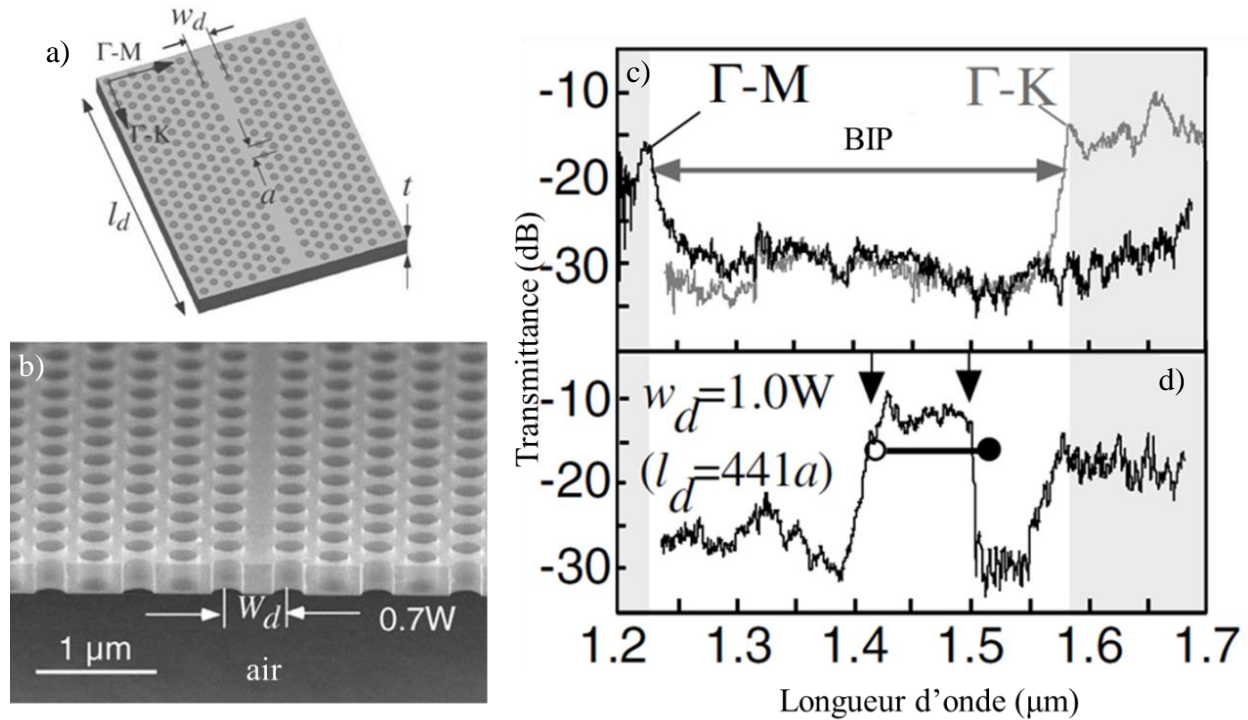 a)
w_d
Γ-M
Γ-K
a
t
l_d
b)
W_d
0.7W
1 μm
air
c)
Γ-M
Γ-K
BIP
-10
-20
-30
Transmittance (dB)
d)
w_d=1.0W
(l_d=441a)
-10
-20
-30
1.2 1.3 1.4 1.5 1.6 1.7
Longueur d’onde (μm)